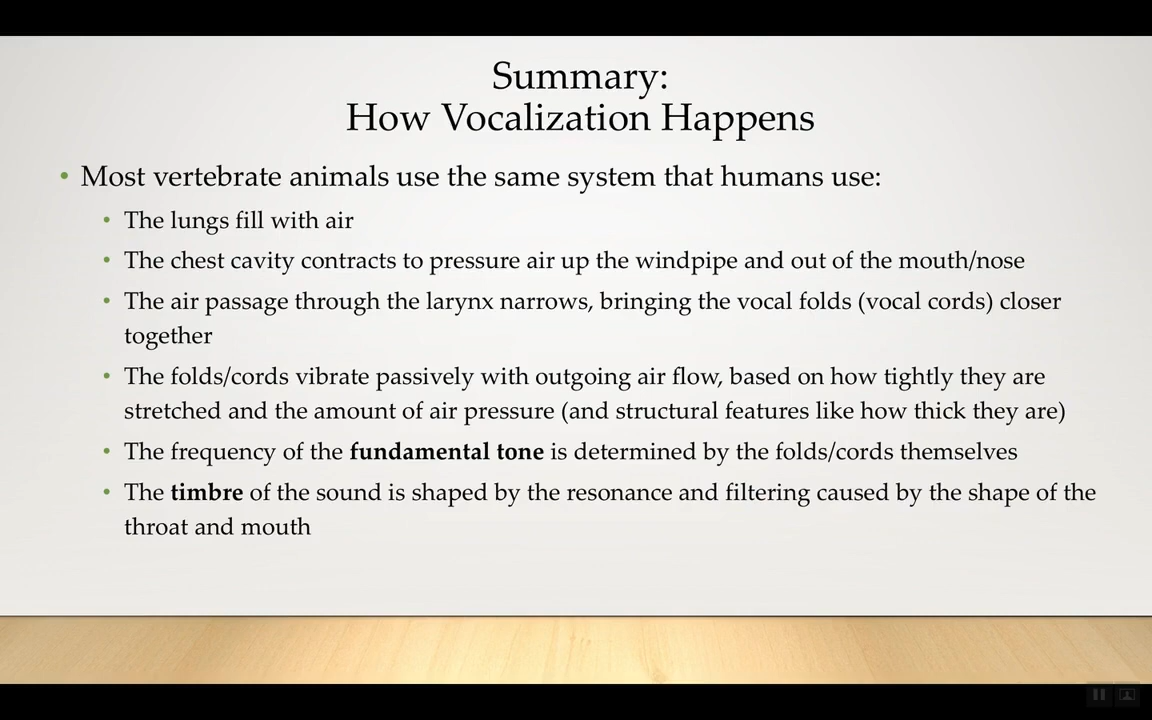 Summary:
How Vocalization Happens
• Most vertebrate animals use the same system that humans use:
• The lungs fill with air
• The chest cavity contracts to pressure air up the windpipe and out of the mouth/nose
• The air passage through the larynx narrows, bringing the vocal folds (vocal cords) closer
together
• The folds/cords vibrate passively with outgoing air flow, based on how tightly they are
stretched and the amount of air pressure (and structural features like how thick they are)
• The frequency of the fundamental tone is determined by the folds/cords themselves
• The timbre of the sound is shaped by the resonance and filtering caused by the shape of the
throat and mouth